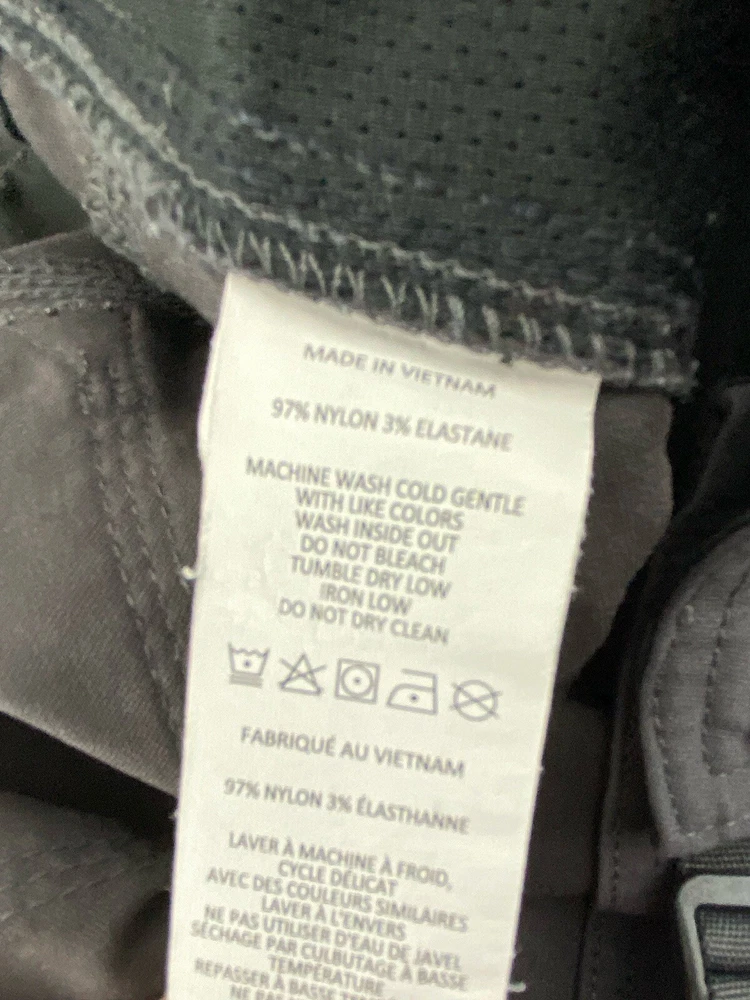 MADE IN VIETNAM
97% NYLON 3% ELASTANE
MACHINE WASH COLD GENTLE
WITH LIKE COLORS
WASH INSIDE OUT
DO NOT BLEACH
TUMBLE DRY LOW
IRON LOW
DO NOT DRY CLEAN
FABRIQUÉ AU VIETNAM
97% NYLON 3% ÉLASTHANNE
LAVER À MACHINE À FROID,
CYCLE DÉLICAT
AVEC DES COULEURS SIMILAIRES
LAVER À L'ENVERS
NE PAS UTILISER D'EAU DE JAVEL
SÉCHAGE PAR CULBUTAGE À BASSE
TEMPÉRATURE
REPASSER À BASSE
NE PAS